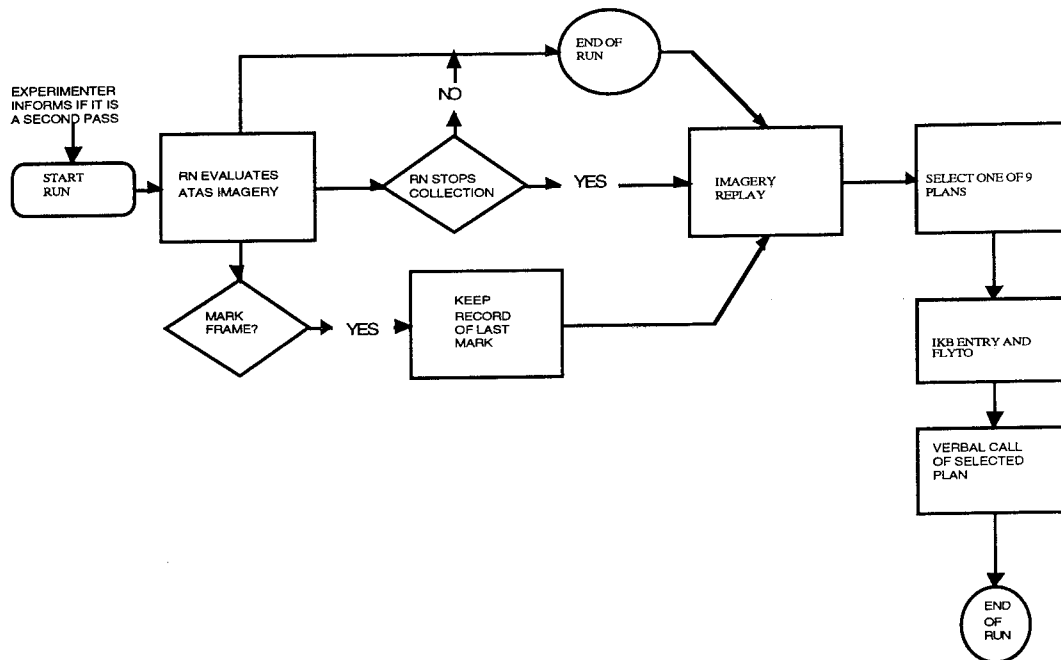 EXPERIMENTER
INFORMS IF IT IS
A SECOND PASS
START
RUN
RN EVALUATES
ATAS IMAGERY
RN STOPS
COLLECTION
NO
YES
END OF
RUN
MARK
FRAME?
YES
KEEP
RECORD
OF LAST
MARK
IMAGERY
REPLAY
SELECT ONE OF 9
PLANS
IKB ENTRY AND
FLYTO
VERBAL CALL
OF SELECTED
PLAN
END
OF
RUN